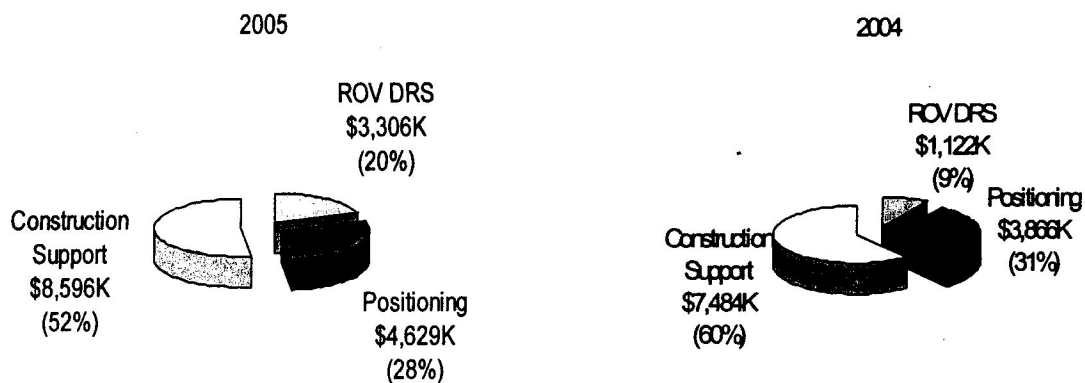 2005
ROV DRS
$3,306K
(20%)
Construction
Support
$8,596K
(52%)
Positioning
$4,629K
(28%)
2004
ROV DRS
$1,122K
(9%)
Positioning
$3,866K
(31%)
Construction
Support
$7,484K
(60%)